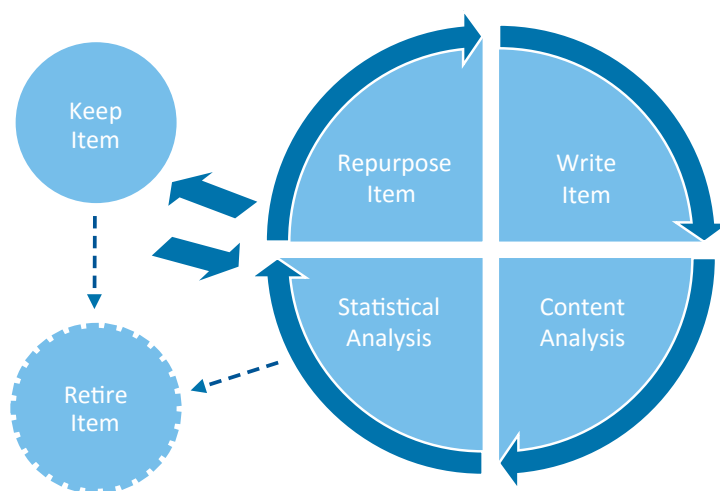 Keep
Item
Repurpose
Item
Write
Item
Statistical
Analysis
Content
Analysis
Retire
Item